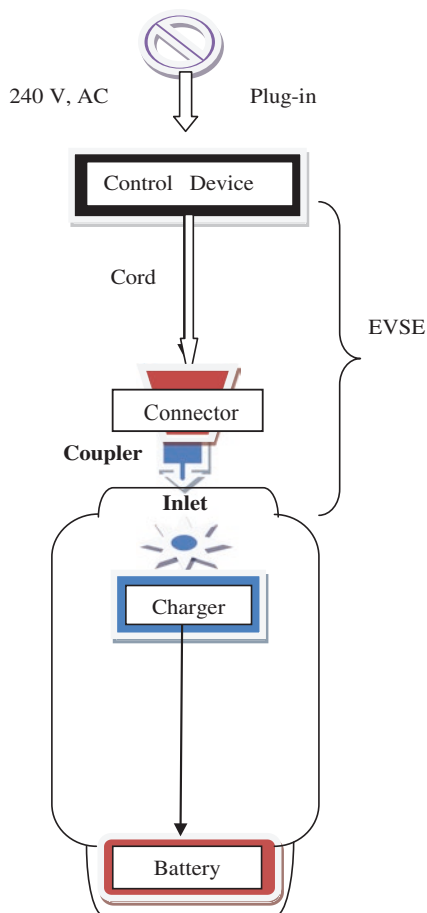 240 V, AC
Plug-in
Control Device
Cord
EVSE
Connector
Coupler
Inlet
Charger
Battery